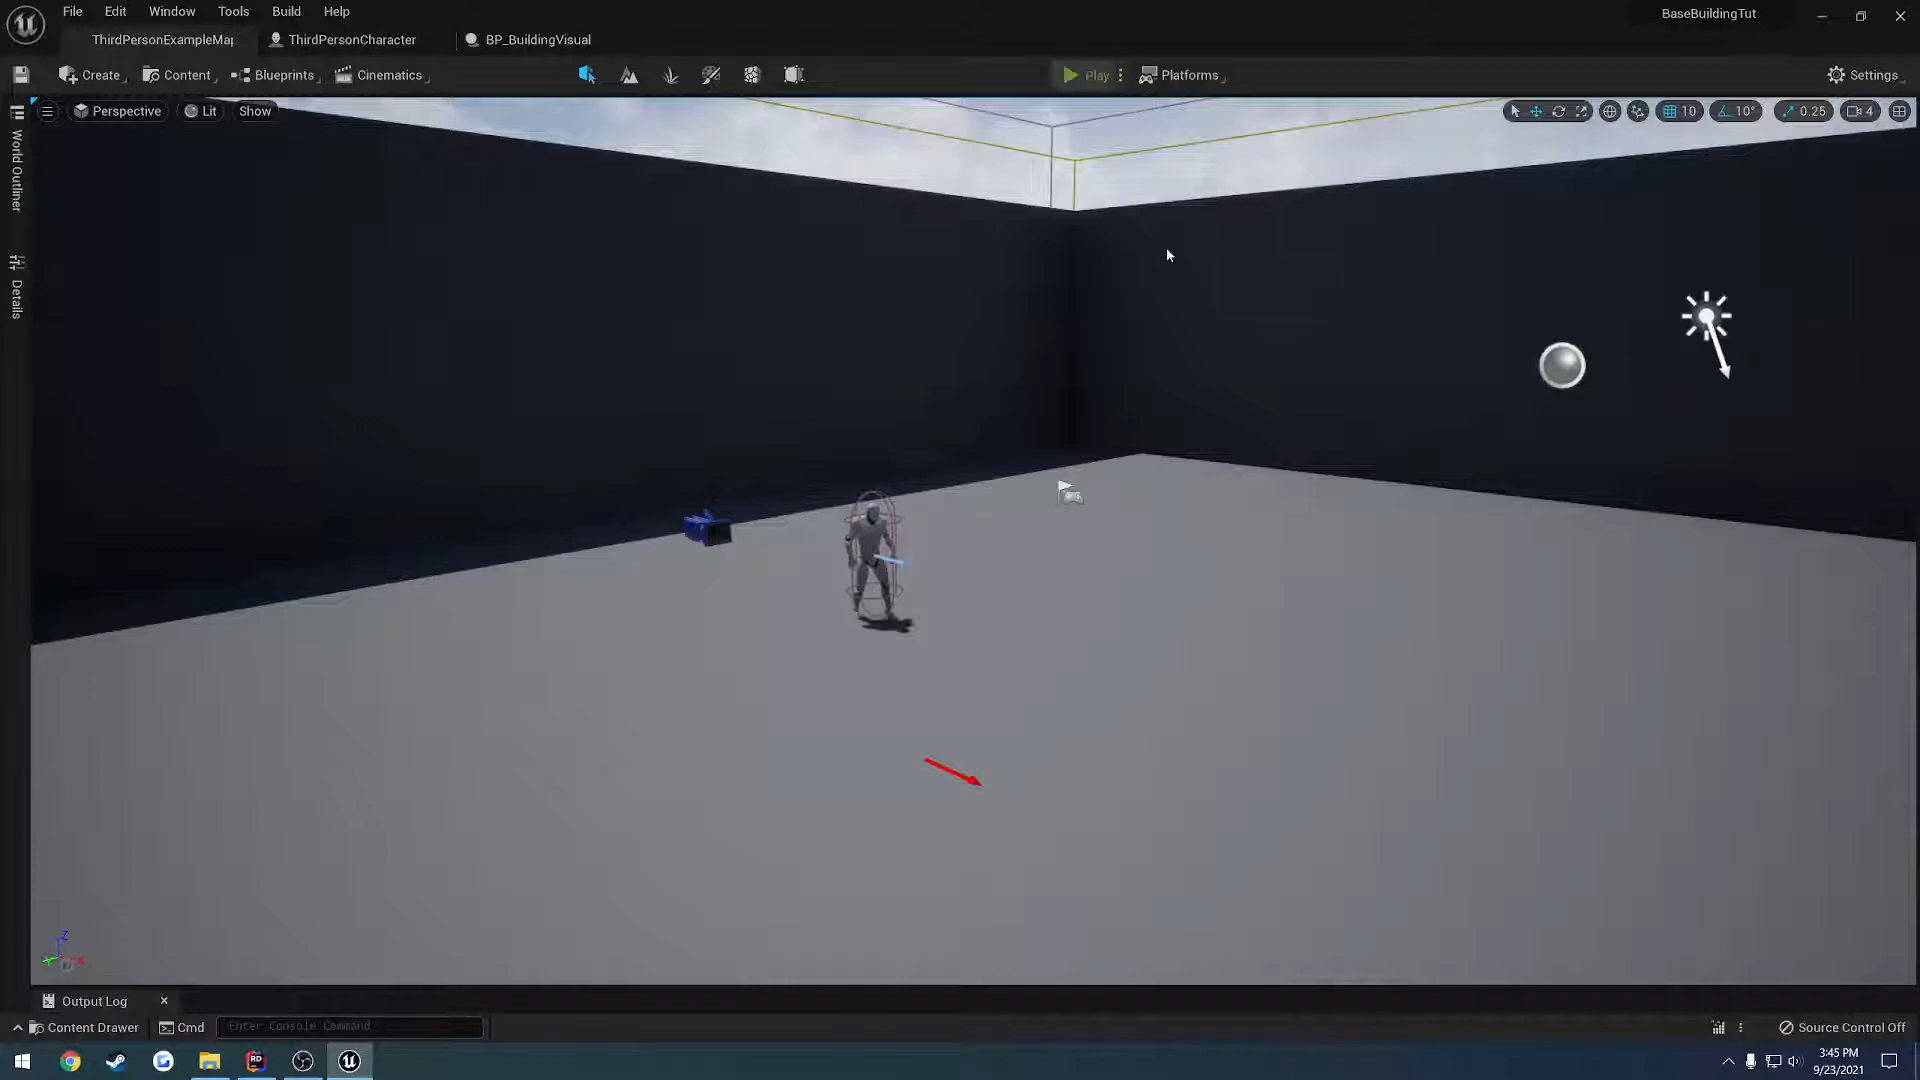 File Edit Window Tools Build Help
BaseBuildingTut
ThirdPersonExampleMap
ThirdPersonCharacter
BP_BuildingVisual
Create Content Blueprints Cinematics Play Platforms Settings
Perspective Lit Show 10 10° 0.25 4
World Outliner
Details
Z
X
Output Log
Content Drawer Cmd Enter Console Command Source Control Off
RD
3:45 PM
9/23/2021